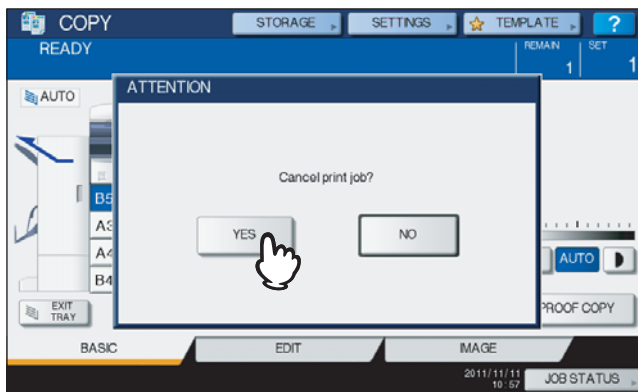 COPY
STORAGE
SETTINGS
TEMPLATE
?
READY
REMAIN
SET
1
1
ATTENTION
AUTO
Cancel print job?
B5
A3
A4
B4
YES
NO
AUTO
EXIT
TRAY
PROOF COPY
BASIC
EDIT
IMAGE
2011/11/11
10:57
JOB STATUS